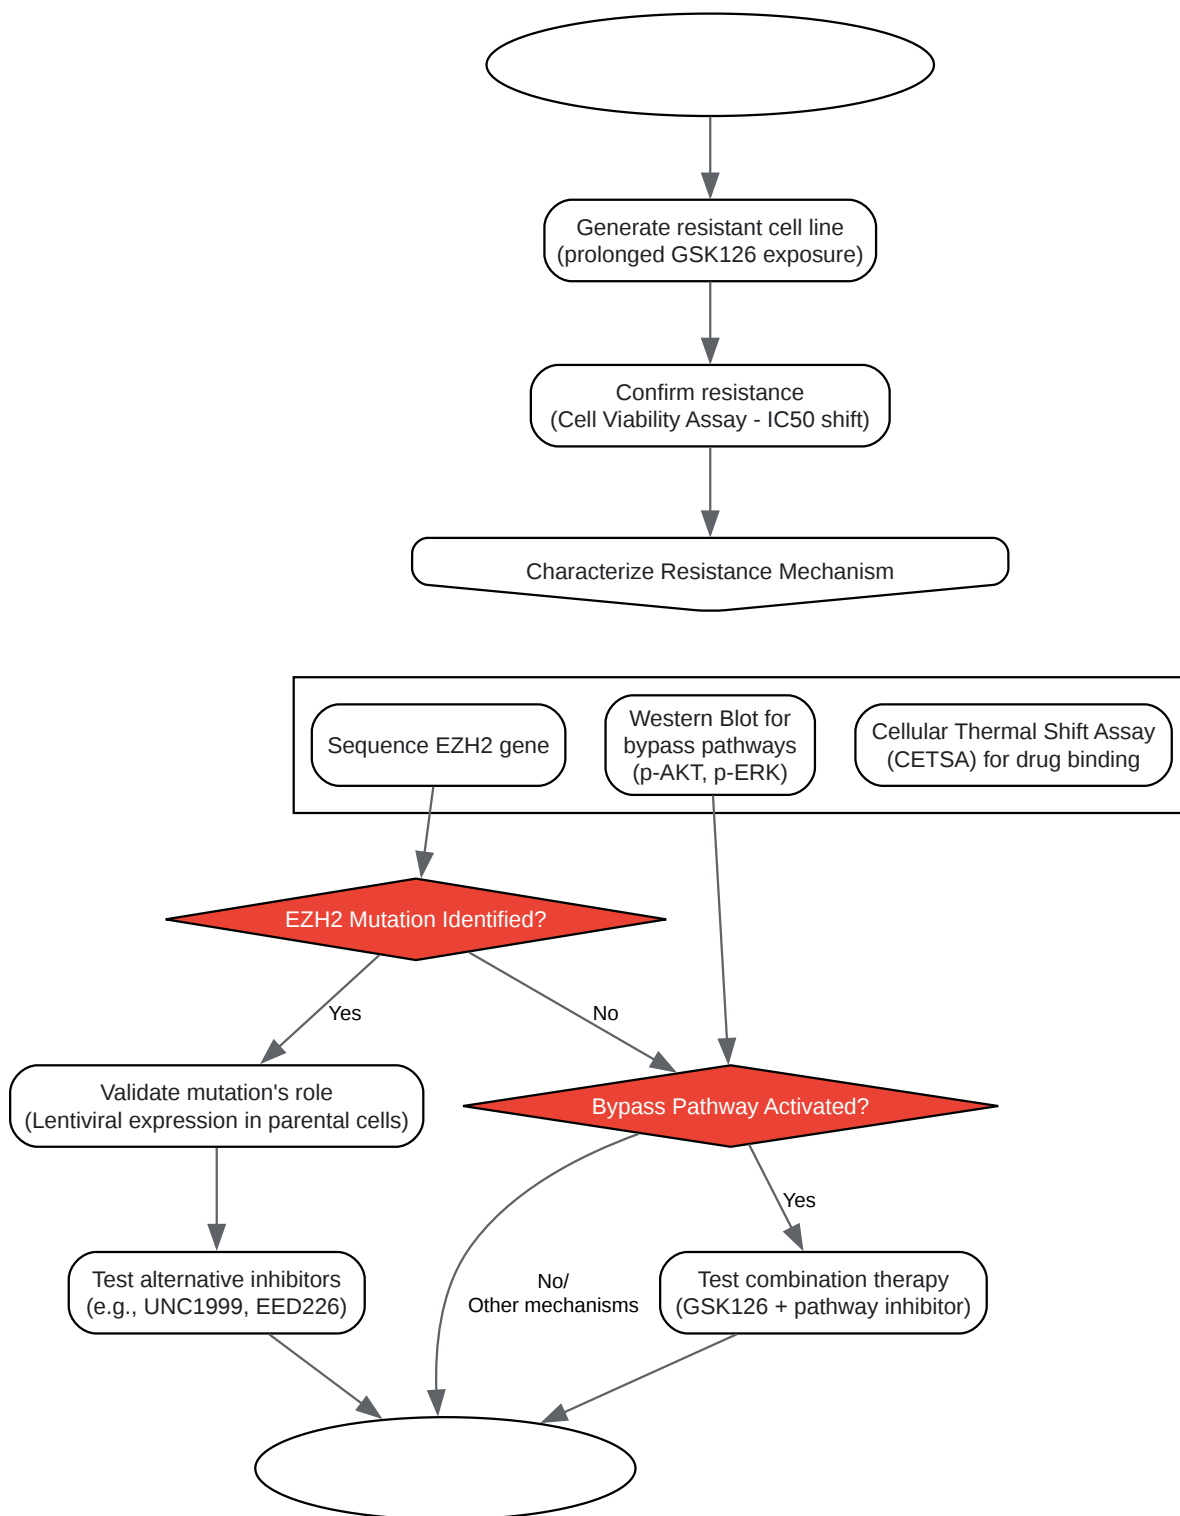 Generate resistant cell line
(prolonged GSK126 exposure)
Confirm resistance
(Cell Viability Assay - IC50 shift)
Characterize Resistance Mechanism
Sequence EZH2 gene
Western Blot for
bypass pathways
(p-AKT, p-ERK)
Cellular Thermal Shift Assay
(CETSA) for drug binding
EZH2 Mutation Identified?
Yes
No
Validate mutation's role
(Lentiviral expression in parental cells)
Bypass Pathway Activated?
Yes
No/
Other mechanisms
Test alternative inhibitors
(e.g., UNC1999, EED226)
Test combination therapy
(GSK126 + pathway inhibitor)